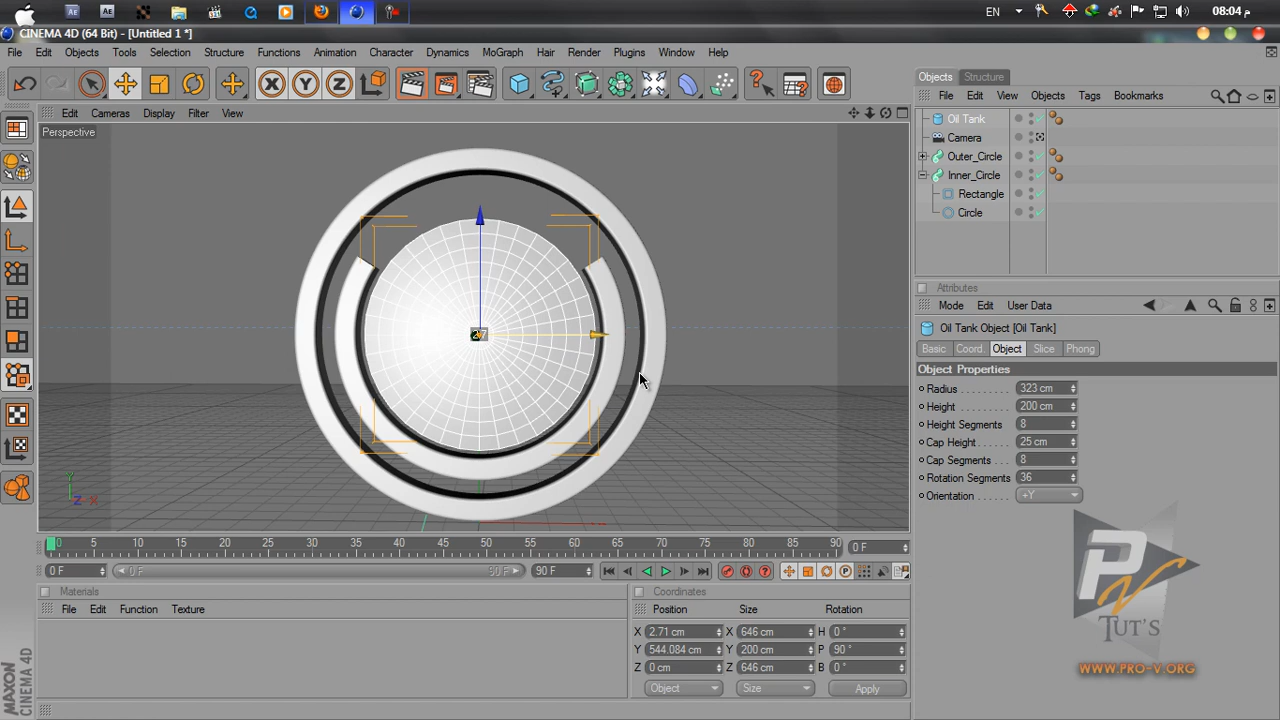 EN
08:04 م
CINEMA 4D (64 Bit) - [Untitled 1 *]
File Edit Objects Tools Selection Structure Functions Animation Character Dynamics MoGraph Hair Render Plugins Window Help
Edit Cameras Display Filter View
Perspective
Objects Structure
File Edit View Objects Tags Bookmarks
Oil Tank
Camera
Outer_Circle
Inner_Circle
Rectangle
Circle
Attributes
Mode Edit User Data
Oil Tank Object [Oil Tank]
Basic Coord. Object Slice Phong
Object Properties
Radius 323 cm
Height 200 cm
Height Segments 8
Cap Height 25 cm
Cap Segments 8
Rotation Segments 36
Orientation +Y
Y
Z X
0 5 10 15 20 25 30 35 40 45 50 55 60 65 70 75 80 85 90 0 F
0 F 0 F 90 F 90 F
Materials
File Edit Function Texture
Coordinates
Position Size Rotation
X 2.71 cm X 646 cm H 0 °
Y 544.084 cm Y 200 cm P 90 °
Z 0 cm Z 646 cm B 0 °
Object Size Apply
PV
TUT'S
WWW.PRO-V.ORG
MAXON
CINEMA 4D